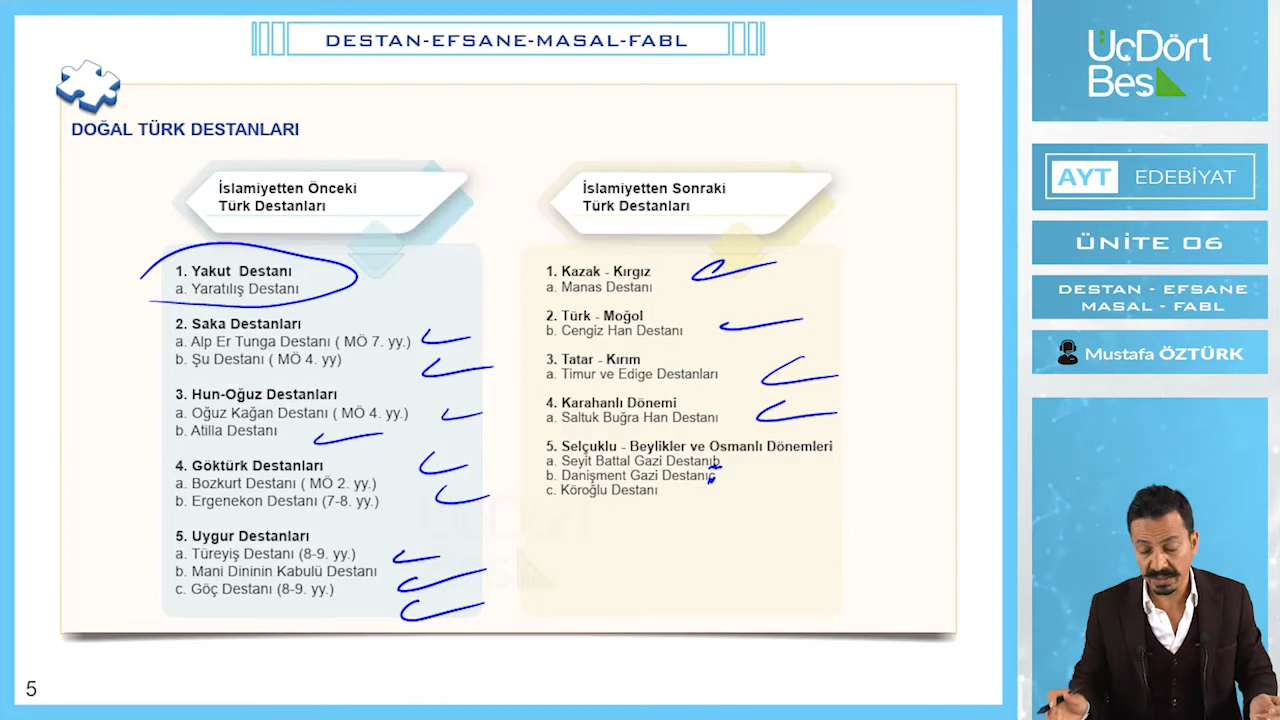 DESTAN-EFSANE-MASAL-FABL
DOĞAL TÜRK DESTANLARI
İslamiyetten Önceki
Türk Destanları
1. Yakut Destanı
a. Yaratılış Destanı
2. Saka Destanları
a. Alp Er Tunga Destanı ( MÖ 7. yy.)
b. Şu Destanı ( MÖ 4. yy)
3. Hun-Oğuz Destanları
a. Oğuz Kağan Destanı ( MÖ 4. yy.)
b. Atilla Destanı
4. Göktürk Destanları
a. Bozkurt Destanı ( MÖ 2. yy.)
b. Ergenekon Destanı (7-8. yy.)
5. Uygur Destanları
a. Türeyiş Destanı (8-9. yy.)
b. Mani Dininin Kabulü Destanı
c. Göç Destanı (8-9. yy.)
İslamiyetten Sonraki
Türk Destanları
1. Kazak - Kırgız
a. Manas Destanı
2. Türk - Moğol
b. Cengiz Han Destanı
3. Tatar - Kırım
a. Timur ve Edige Destanları
4. Karahanlı Dönemi
a. Saltuk Buğra Han Destanı
5. Selçuklu - Beylikler ve Osmanlı Dönemleri
a. Seyit Battal Gazi Destanıb
b. Danişment Gazi Destanıc
c. Köroğlu Destanı
5
ÜçDört
Beş
AYT EDEBİYAT
ÜNİTE 06
DESTAN - EFSANE
MASAL - FABL
Mustafa ÖZTÜRK